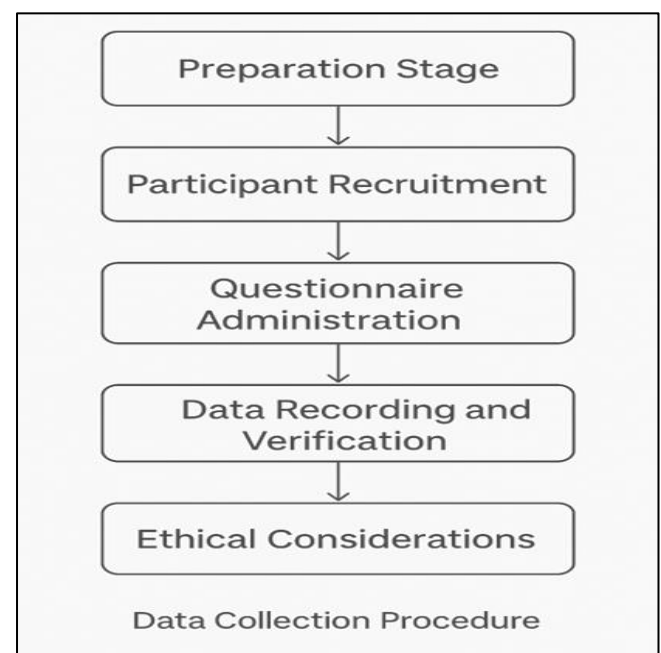 Preparation Stage
Participant Recruitment
Questionnaire
Administration
Data Recording and
Verification
Ethical Considerations
Data Collection Procedure